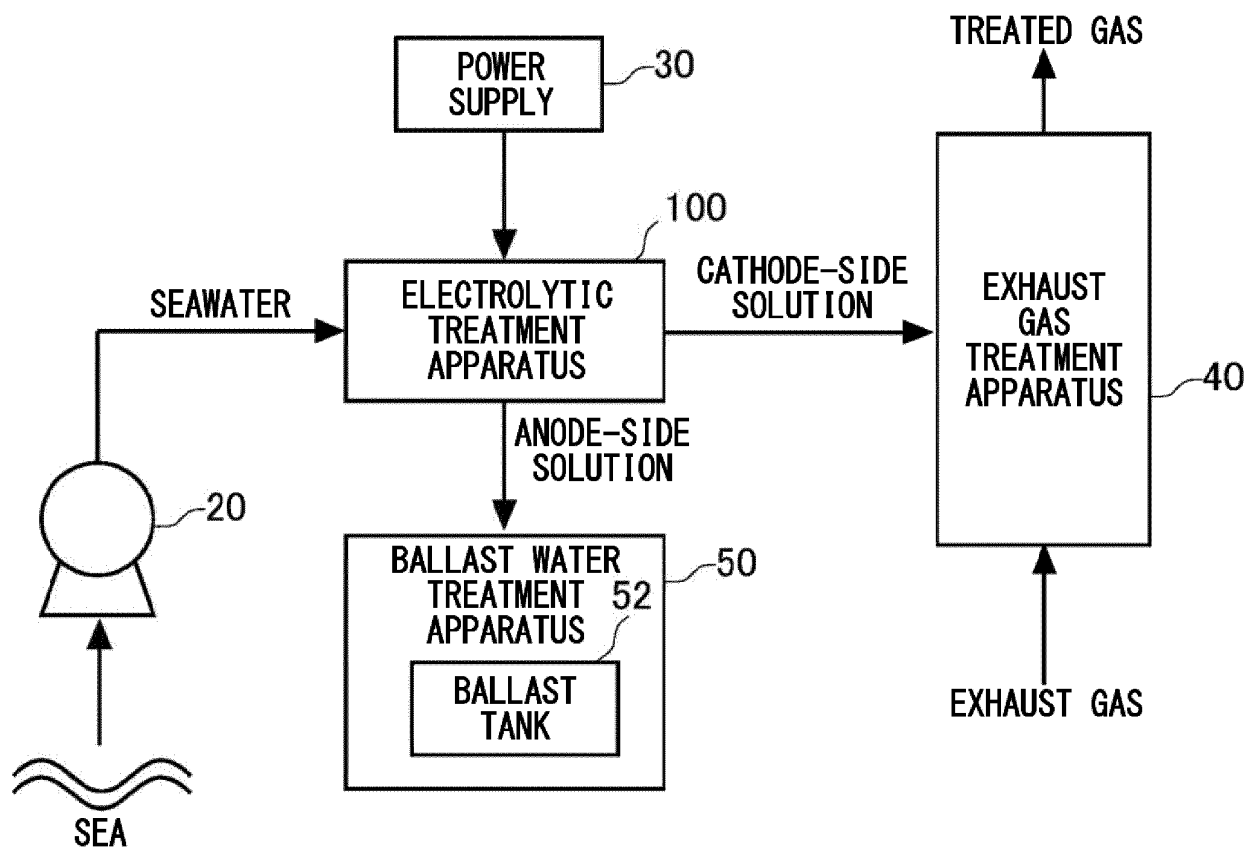 TREATED GAS
POWER
SUPPLY
30
100
CATHODE-SIDE
SOLUTION
SEAWATER
ELECTROLYTIC
TREATMENT
APPARATUS
EXHAUST
GAS
TREATMENT
APPARATUS
40
ANODE-SIDE
SOLUTION
20
BALLAST WATER
TREATMENT
APPARATUS
50
52
BALLAST
TANK
EXHAUST GAS
SEA